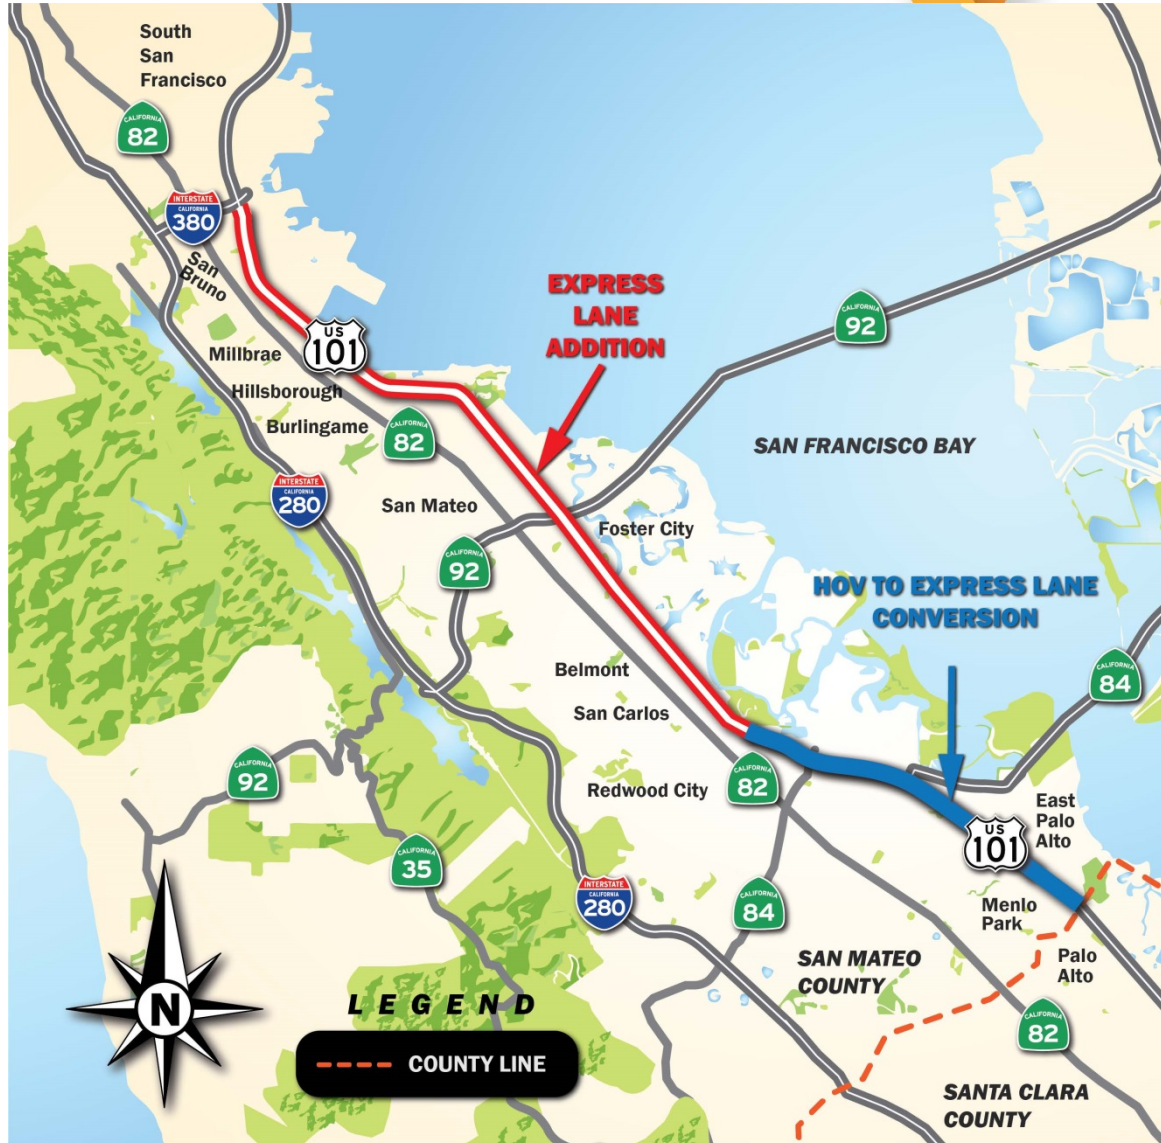 South
San
Francisco
CALIFORNIA
82
INTERSTATE
CALIFORNIA
380
San
Bruno
EXPRESS
LANE
ADDITION
CALIFORNIA
92
US
101
Millbrae
Hillsborough
Burlingame
CALIFORNIA
82
SAN FRANCISCO BAY
INTERSTATE
CALIFORNIA
280
San Mateo
Foster City
CALIFORNIA
92
HOV TO EXPRESS LANE
CONVERSION
Belmont
San Carlos
CALIFORNIA
84
CALIFORNIA
92
Redwood City
CALIFORNIA
82
East
Palo
Alto
US
101
CALIFORNIA
35
INTERSTATE
CALIFORNIA
280
CALIFORNIA
84
Menlo
Park
SAN MATEO
COUNTY
Palo
Alto
N
LEGEND
COUNTY LINE
CALIFORNIA
82
SANTA CLARA
COUNTY